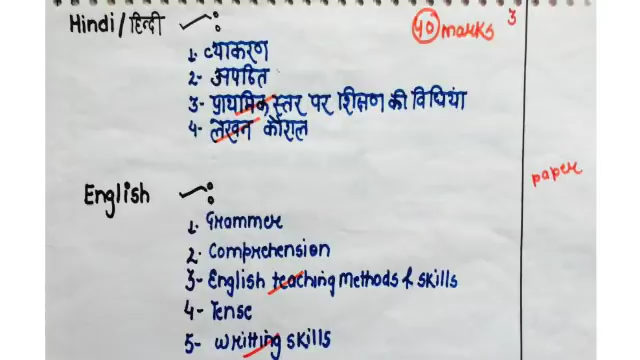 Hindi / हिन्दी
40 marks 3
1. व्याकरण
2- अपठित
3- प्राथमिक स्तर पर शिक्षण की विधियां
4- लेखन कौशल
paper
English
1. Grammer
2. Comprehension
3- English teaching methods & skills
4- Tense
5- writting skills